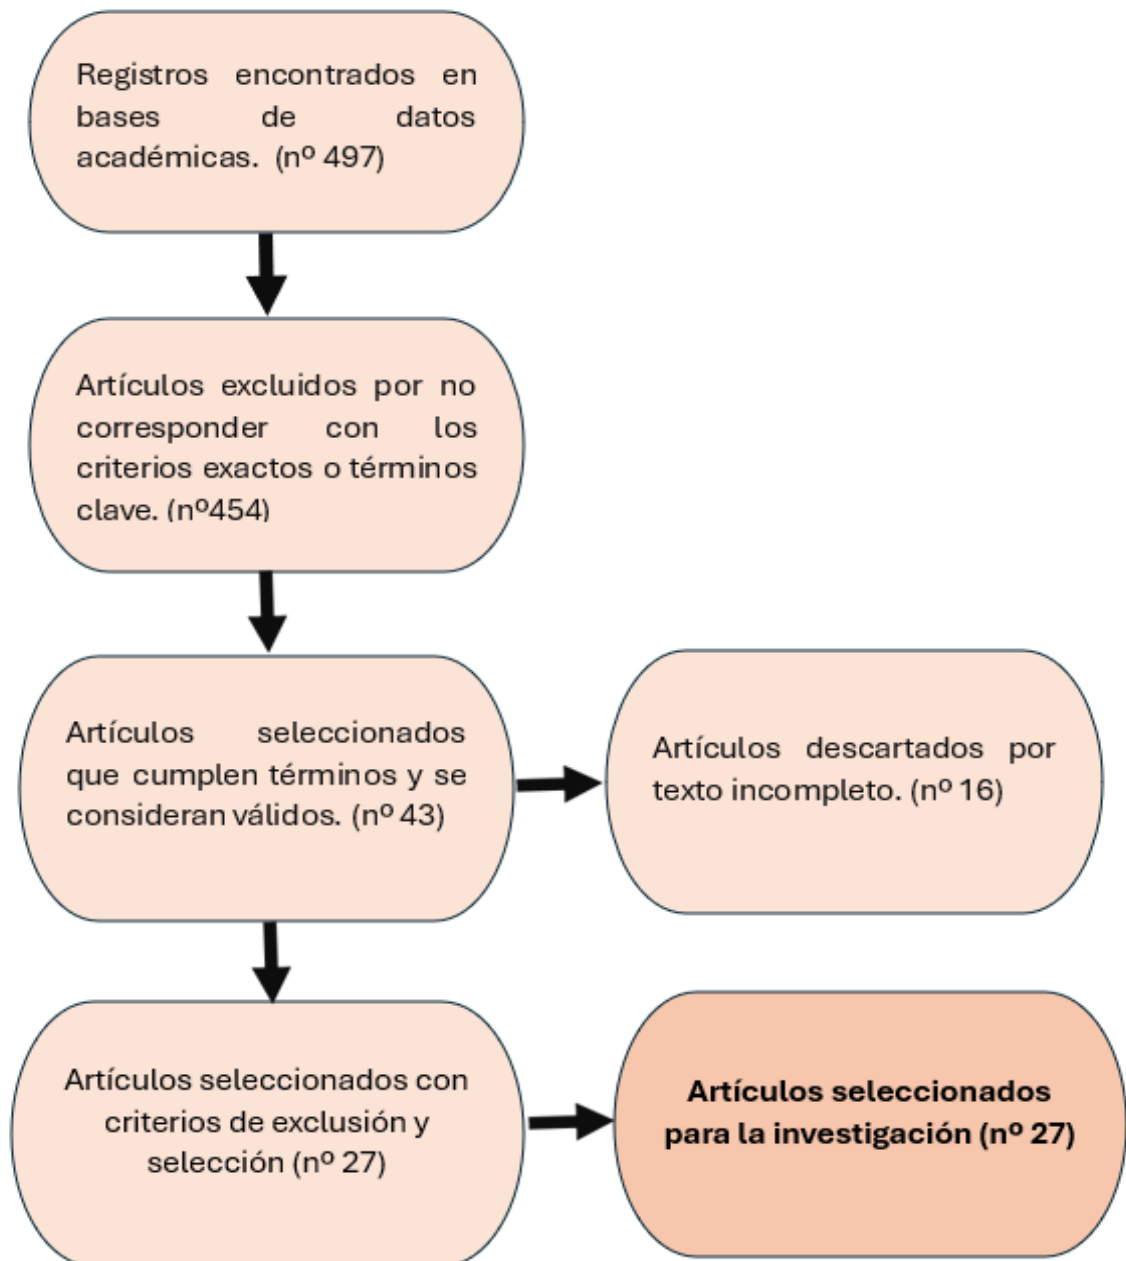 Registros encontrados en
bases de datos
académicas. (nº 497)
Artículos excluidos por no
corresponder con los
criterios exactos o términos
clave. (nº454)
Artículos seleccionados
que cumplen términos y se
consideran válidos. (nº 43)
Artículos descartados por
texto incompleto. (nº 16)
Artículos seleccionados con
criterios de exclusión y
selección (nº 27)
Artículos seleccionados
para la investigación (nº 27)